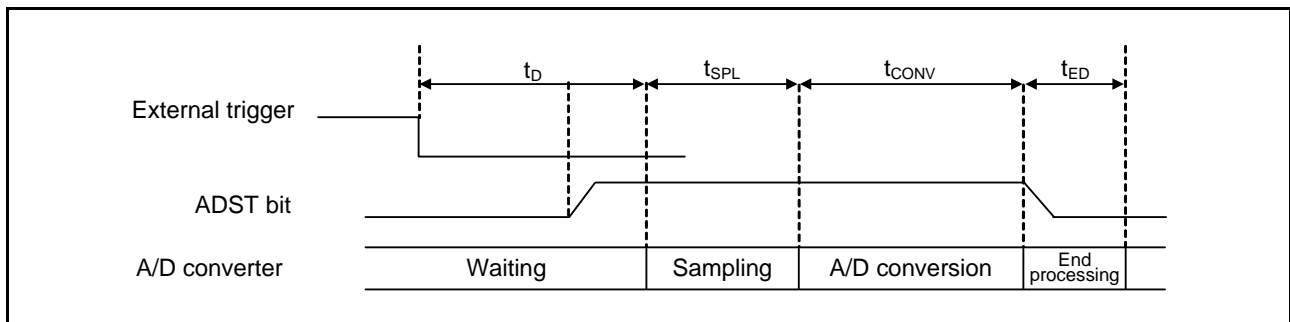 tD tSPL tCONV tED
External trigger
ADST bit
A/D converter Waiting Sampling A/D conversion End processing